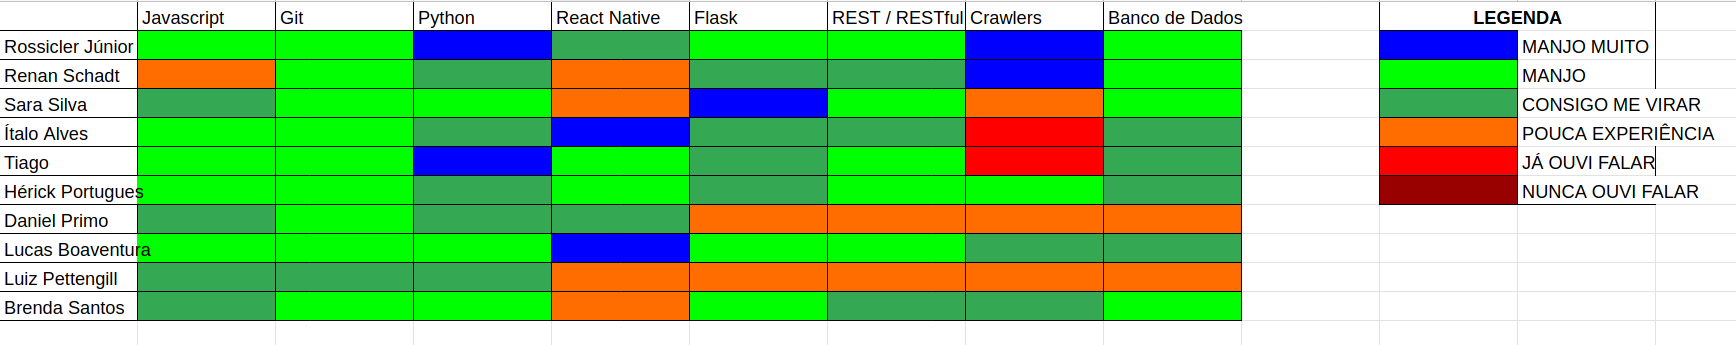 Javascript Git Python React Native Flask REST / RESTful Crawlers Banco de Dados LEGENDA
Rossicler Júnior MANJO MUITO
Renan Schadt MANJO
Sara Silva CONSIGO ME VIRAR
Ítalo Alves POUCA EXPERIÊNCIA
Tiago JÁ OUVI FALAR
Hérick Portugues NUNCA OUVI FALAR
Daniel Primo
Lucas Boaventura
Luiz Pettengill
Brenda Santos